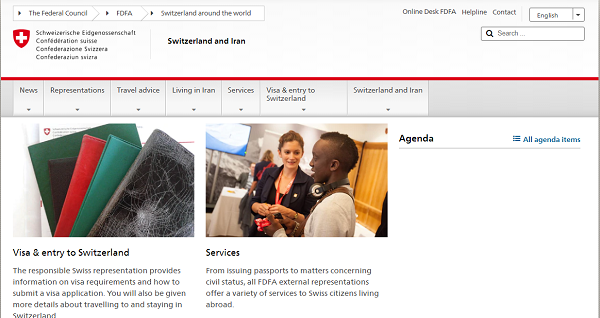 The Federal Council FDFA Switzerland around the world
Online Desk FDFA Helpline Contact English
Search ...
Schweizerische Eidgenossenschaft
Confédération suisse
Confederazione Svizzera
Confederaziun svizra
Switzerland and Iran
News Representations Travel advice Living in Iran Services Visa & entry to Switzerland Switzerland and Iran
Agenda
All agenda items
Visa & entry to Switzerland
The responsible Swiss representation provides
information on visa requirements and how to
submit a visa application. You will also be given
more details about travelling to and staying in
Switzerland
Services
From issuing passports to matters concerning
civil status, all FDFA external representations
offer a variety of services to Swiss citizens living
abroad.